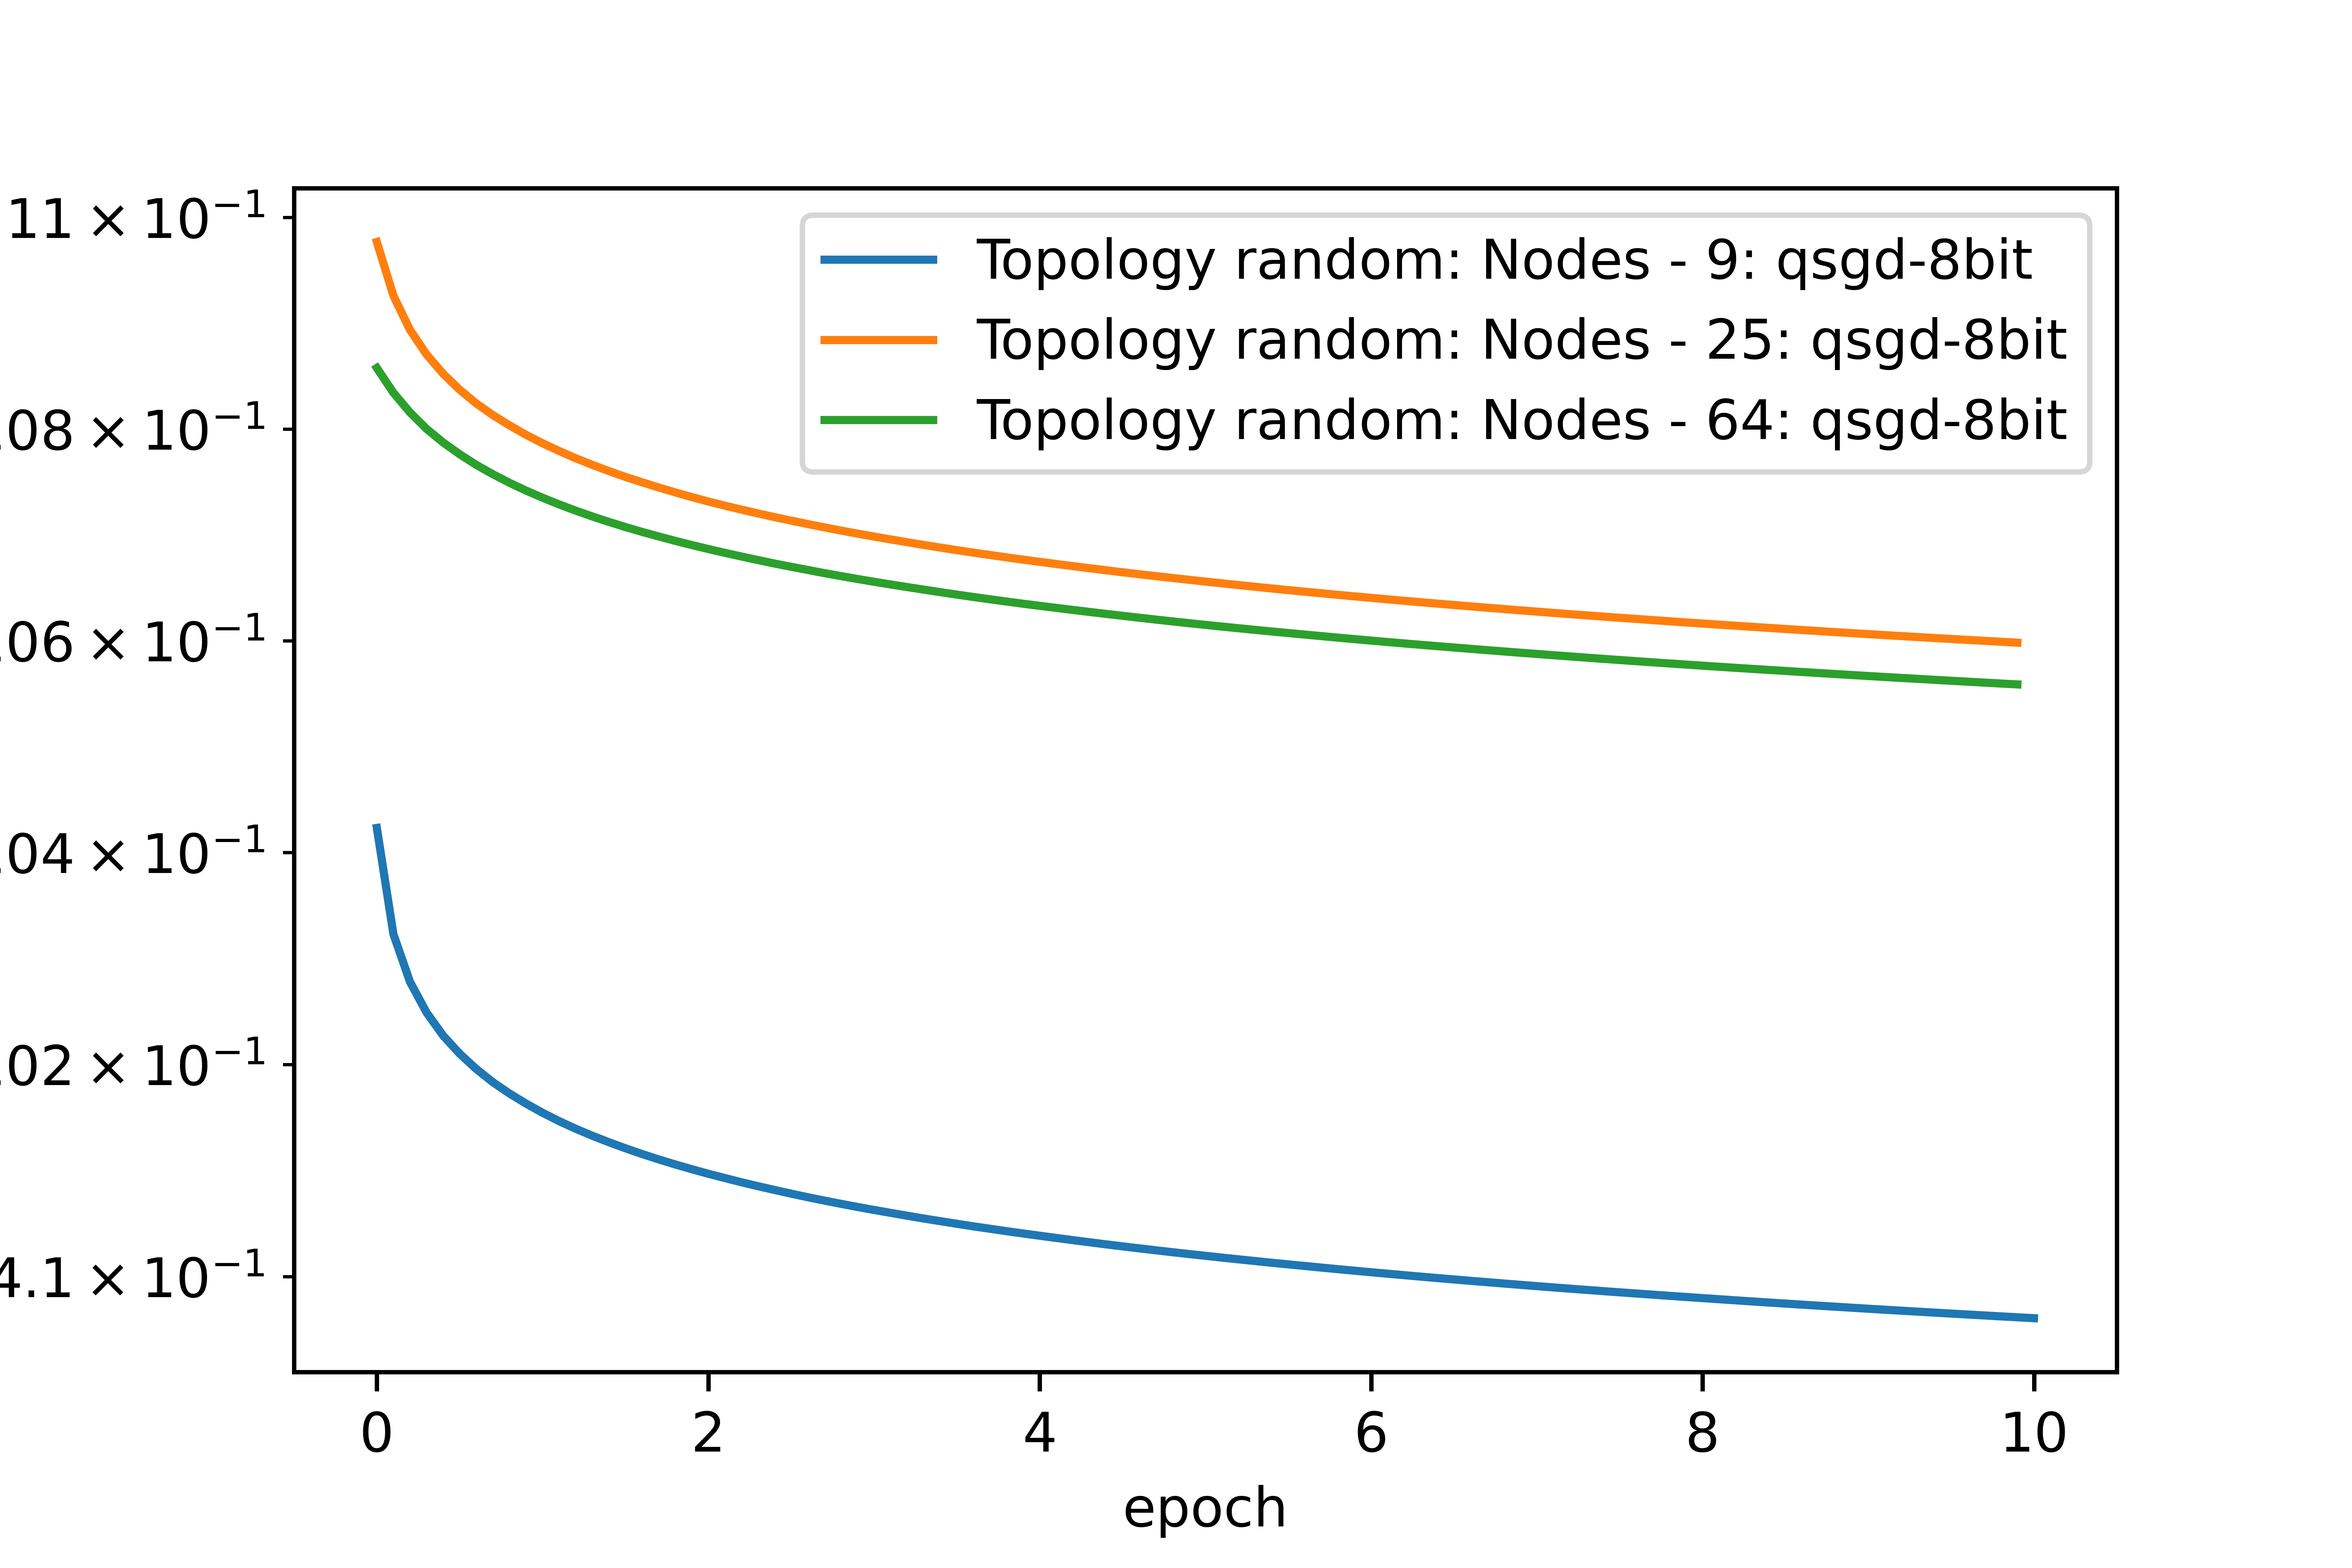 11 × 10⁻¹
08 × 10⁻¹
06 × 10⁻¹
04 × 10⁻¹
02 × 10⁻¹
4.1 × 10⁻¹
Topology random: Nodes - 9: qsgd-8bit
Topology random: Nodes - 25: qsgd-8bit
Topology random: Nodes - 64: qsgd-8bit
0 2 4 6 8 10
epoch